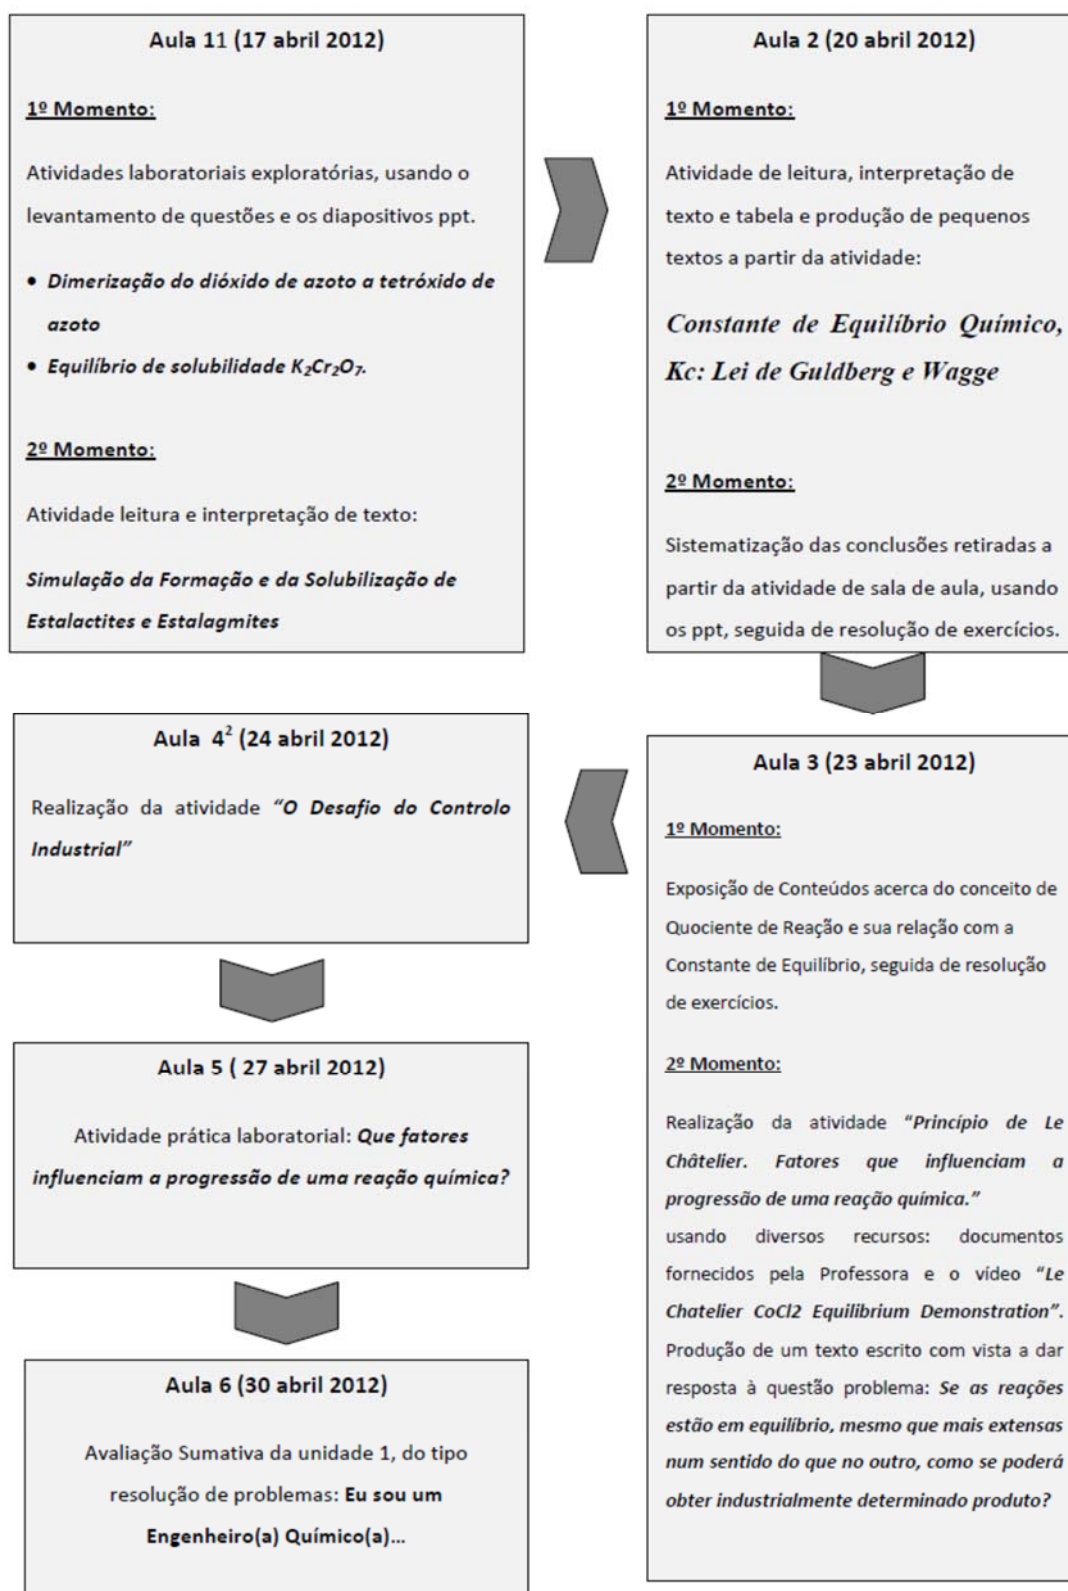 Aula 11 (17 abril 2012)
1º Momento:
Atividades laboratoriais exploratórias, usando o
levantamento de questões e os diapositivos ppt.
• Dimerização do dióxido de azoto a tetróxido de
azoto
• Equilíbrio de solubilidade K₂Cr₂O₇.
2º Momento:
Atividade leitura e interpretação de texto:
Simulação da Formação e da Solubilização de
Estalactites e Estalagmites
Aula 2 (20 abril 2012)
1º Momento:
Atividade de leitura, interpretação de
texto e tabela e produção de pequenos
textos a partir da atividade:
Constante de Equilíbrio Químico,
Kc: Lei de Guldberg e Wagge
2º Momento:
Sistematização das conclusões retiradas a
partir da atividade de sala de aula, usando
os ppt, seguida de resolução de exercícios.
Aula 3 (23 abril 2012)
1º Momento:
Exposição de Conteúdos acerca do conceito de
Quociente de Reação e sua relação com a
Constante de Equilíbrio, seguida de resolução
de exercícios.
2º Momento:
Realização da atividade “Princípio de Le
Châtelier. Fatores que influenciam a
progressão de uma reação química.”
usando diversos recursos: documentos
fornecidos pela Professora e o vídeo “Le
Chatelier CoCl2 Equilibrium Demonstration”.
Produção de um texto escrito com vista a dar
resposta à questão problema: Se as reações
estão em equilíbrio, mesmo que mais extensas
num sentido do que no outro, como se poderá
obter industrialmente determinado produto?
Aula 4² (24 abril 2012)
Realização da atividade “O Desafio do Controlo
Industrial”
Aula 5 ( 27 abril 2012)
Atividade prática laboratorial: Que fatores
influenciam a progressão de uma reação química?
Aula 6 (30 abril 2012)
Avaliação Sumativa da unidade 1, do tipo
resolução de problemas: Eu sou um
Engenheiro(a) Químico(a)...